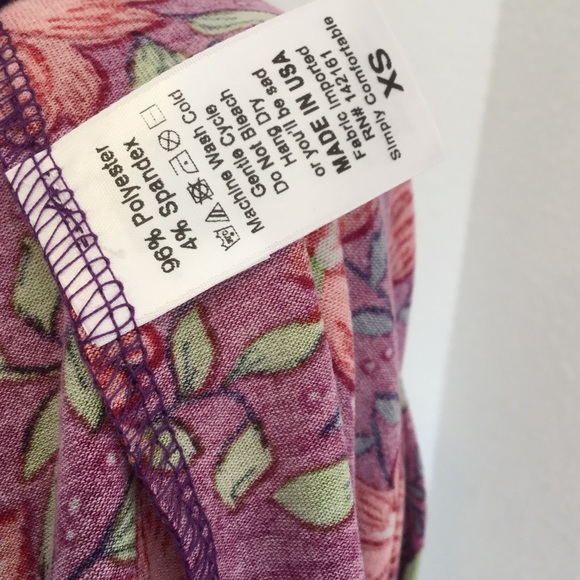 96% Polyester
4% Spandex
Machine Wash Cold
Gentle Cycle
Do Not Bleach
Hang Dry
or you'll be sad
MADE IN USA
Fabric Imported
RN# 142161
Simply Comfortable
XS